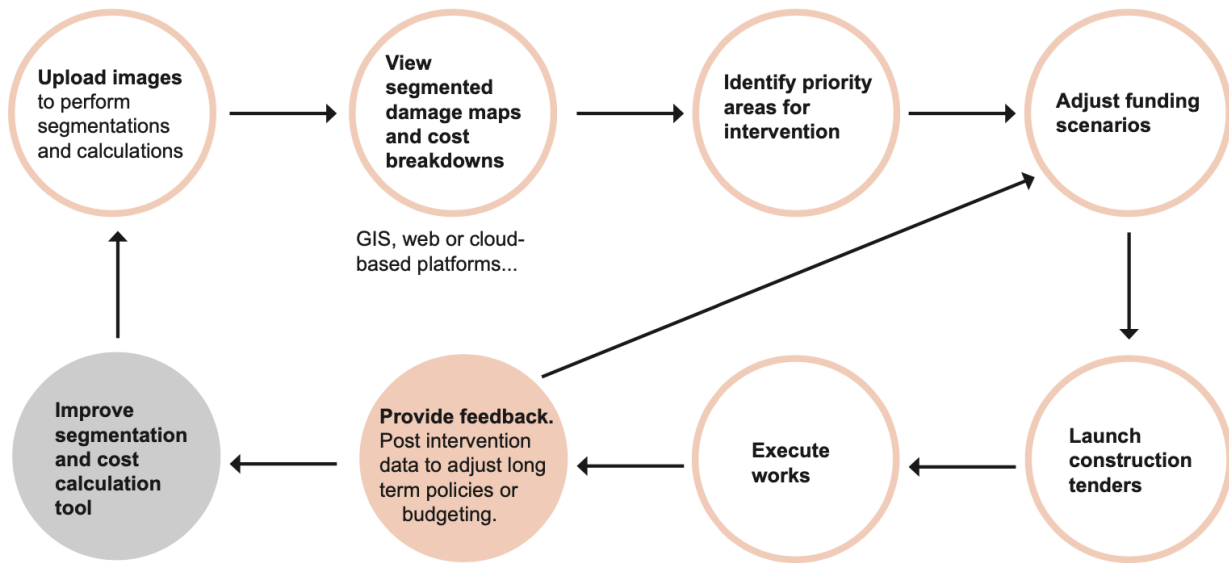 Upload images
to perform
segmentations
and calculations
View
segmented
damage maps
and cost
breakdowns
GIS, web or cloud-
based platforms...
Identify priority
areas for
intervention
Adjust funding
scenarios
Improve
segmentation
and cost
calculation
tool
Provide feedback.
Post intervention
data to adjust long
term policies or
budgeting.
Execute
works
Launch
construction
tenders